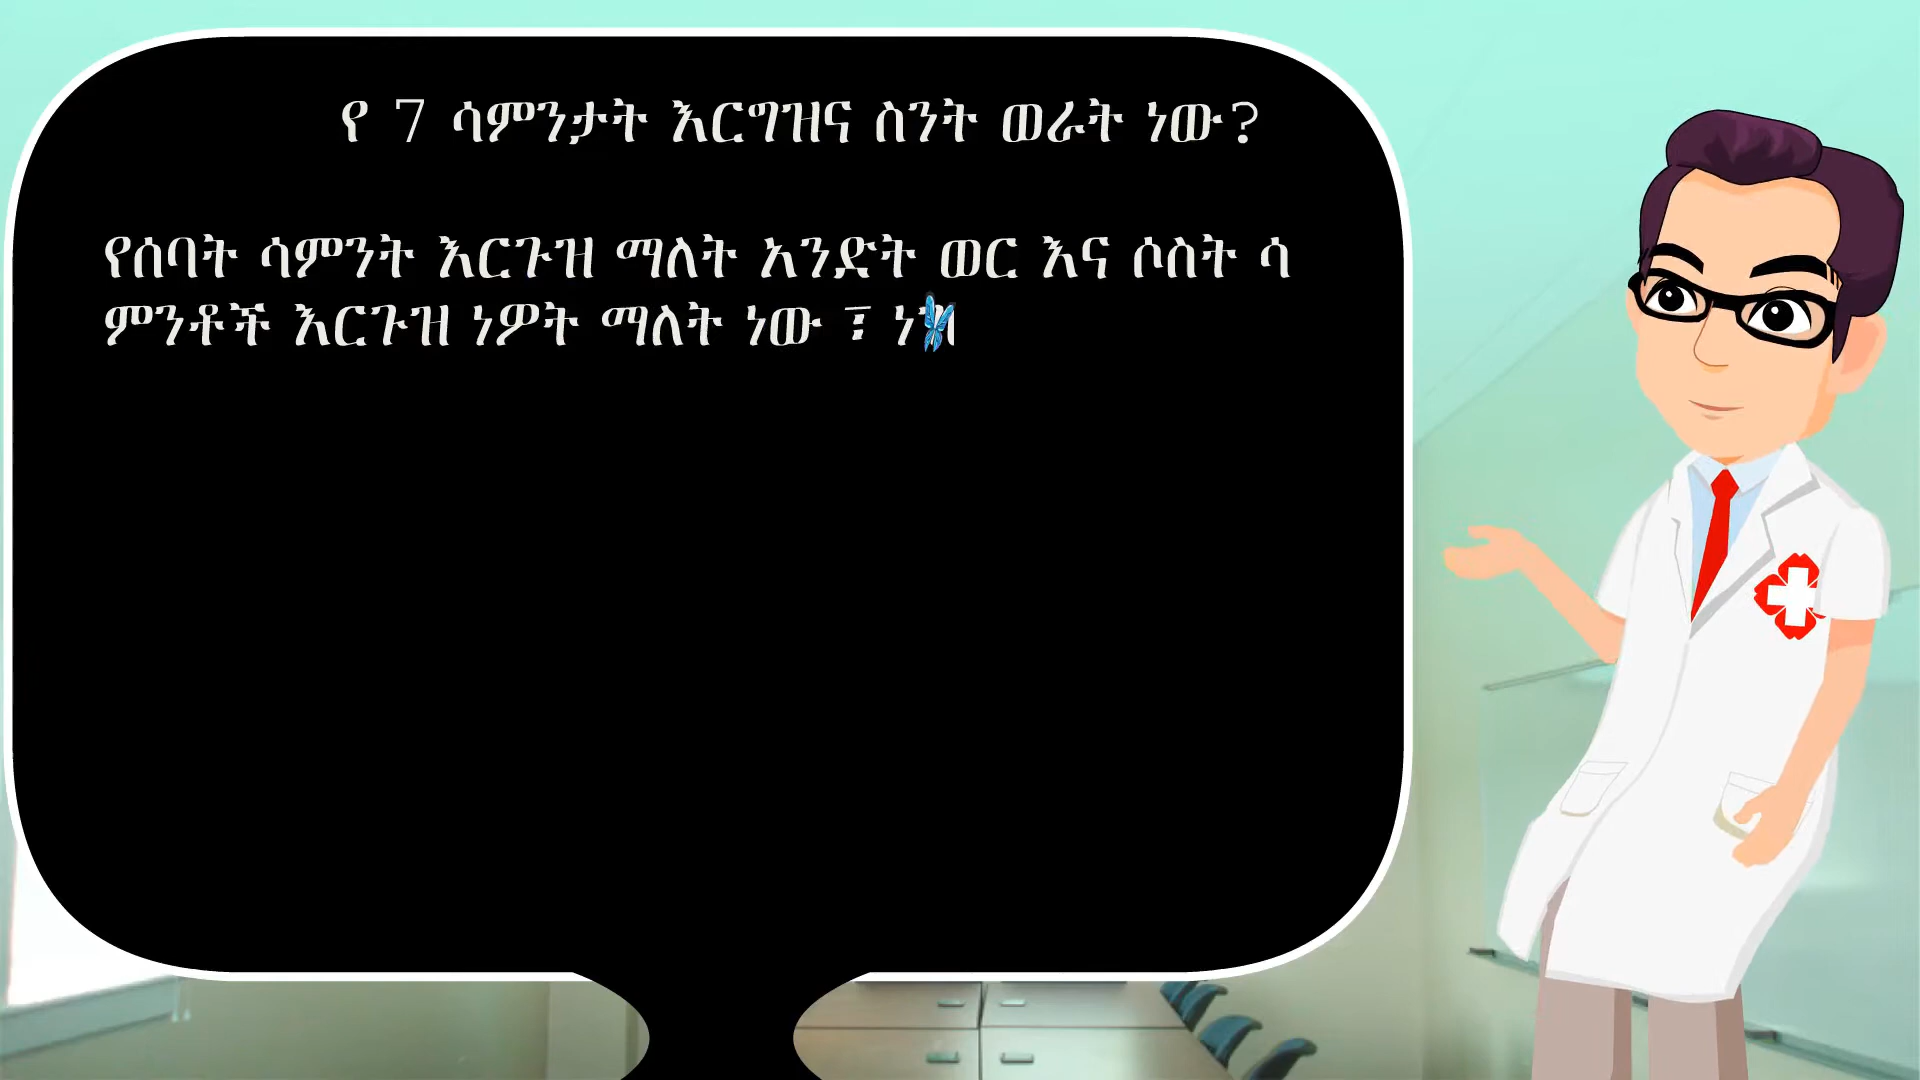 የ 7 ሳምንታት እርግዝና ስንት ወራት ነው?
የሰባት ሳምንት እርጉዝ ማለት አንድት ወር እና ሶስት ሳ
ምንቶች እርጉዝ ነዎት ማለት ነው ፣